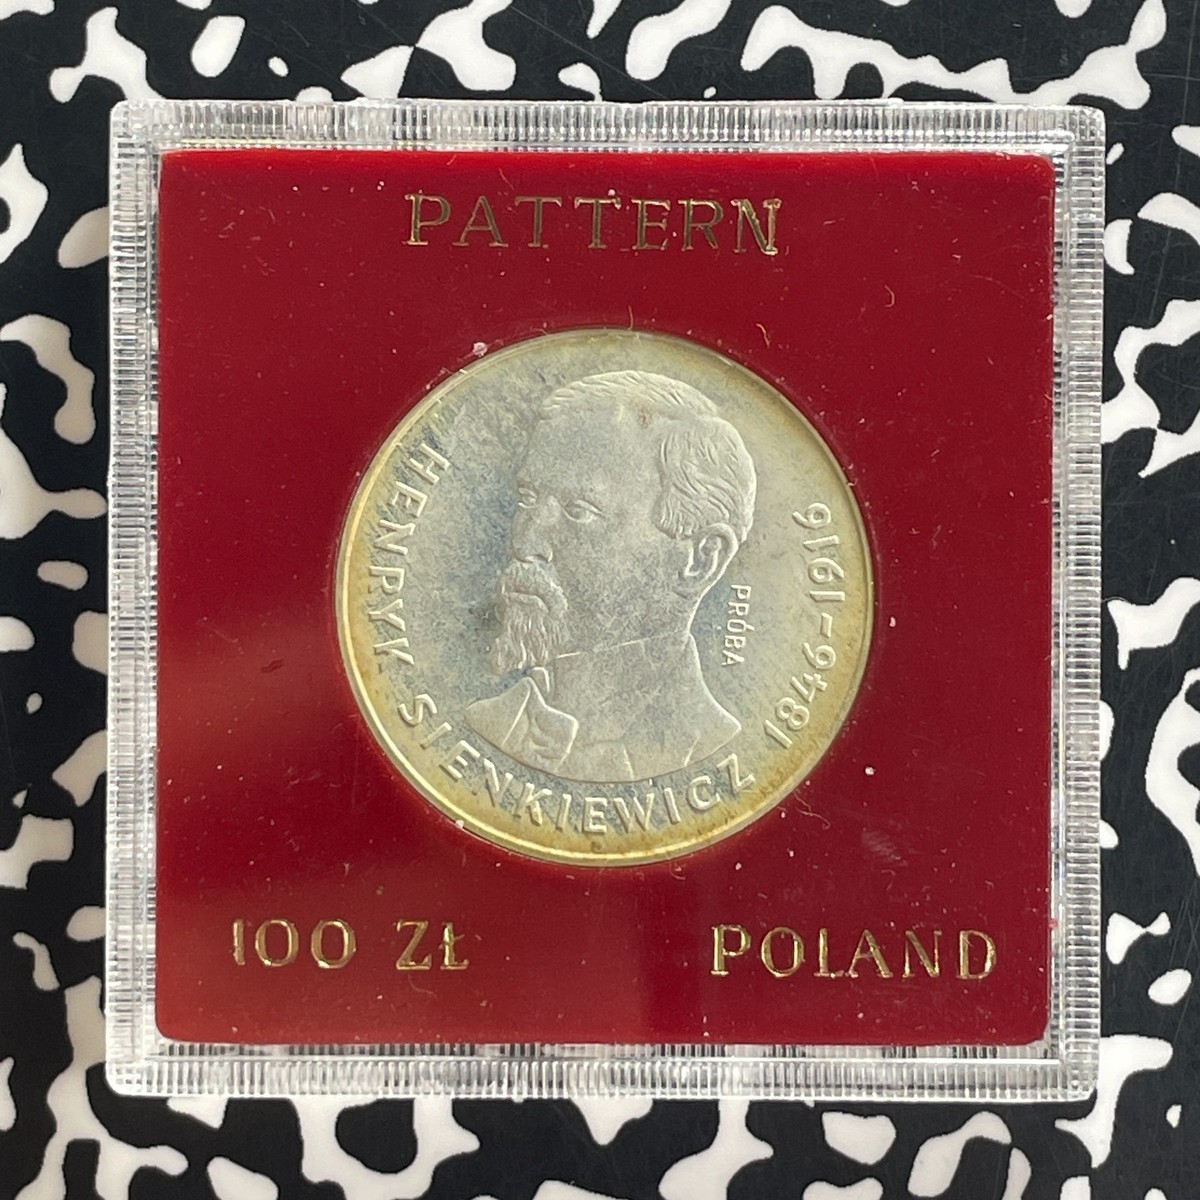 PATTERN
HENRYK SIENKIEWICZ 1846-1916
PRÓBA
100 ZŁ
POLAND